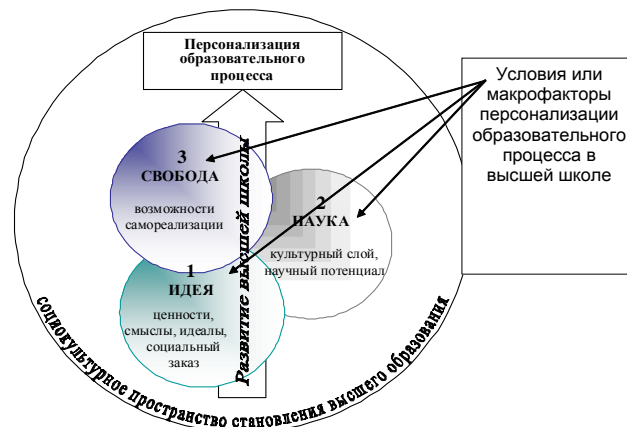 Персонализация
образовательного
процесса
Условия или
макрофакторы
персонализации
образовательного
процесса в
высшей школе
3
СВОБОДА
возможности
самореализации
2
НАУКА
культурный слой,
научный потенциал
1
ИДЕЯ
ценности,
смыслы, идеалы,
социальный
заказ
Развитие высшей школы
социокультурное пространство становления высшего образования